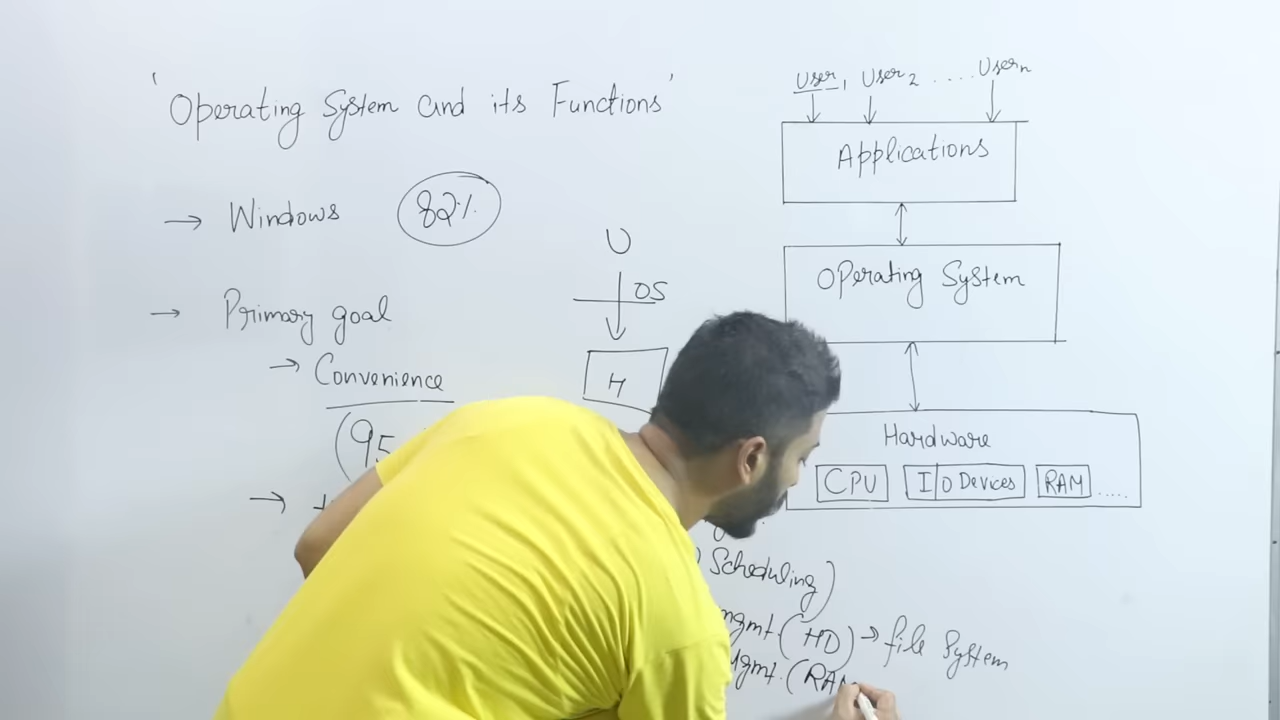 'Operating System and its Functions'
→ Windows 82%
→ Primary goal
→ Convenience
(95
→
U
OS
H
User1 User2 .... Usern
Applications
Operating System
Hardware
CPU I/O Devices RAM .....
Scheduling)
mgmt (HD) → file System
Mgmt. (RAM